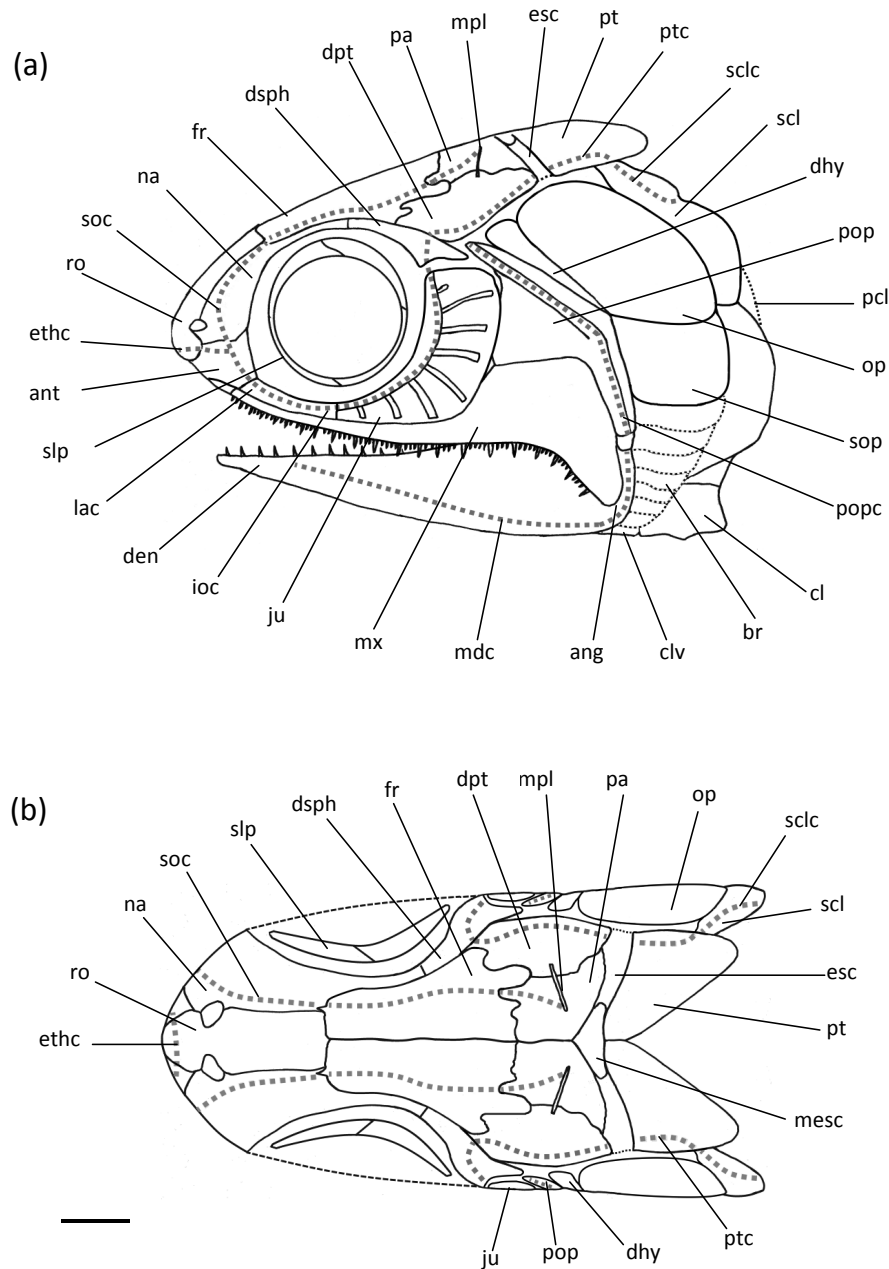 (a)
mpl
esc
pt
pa
ptc
dpt
sclc
dsph
scl
fr
na
dhy
soc
pop
ro
pcl
ethc
op
ant
sop
slp
popc
lac
den
cl
ioc
ju
br
mx
mdc
ang
clv
(b)
dpt
mpl
pa
fr
op
dsph
sclc
slp
soc
scl
na
esc
ro
pt
ethc
mesc
ptc
ju
pop
dhy